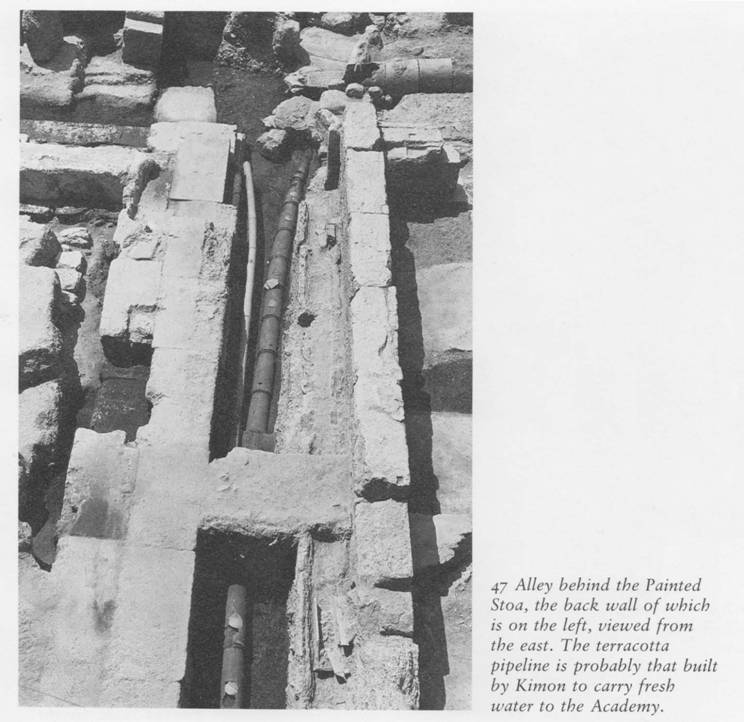 47 Alley behind the Painted
Stoa, the back wall of which
is on the left, viewed from
the east. The terracotta
pipeline is probably that built
by Kimon to carry fresh
water to the Academy.